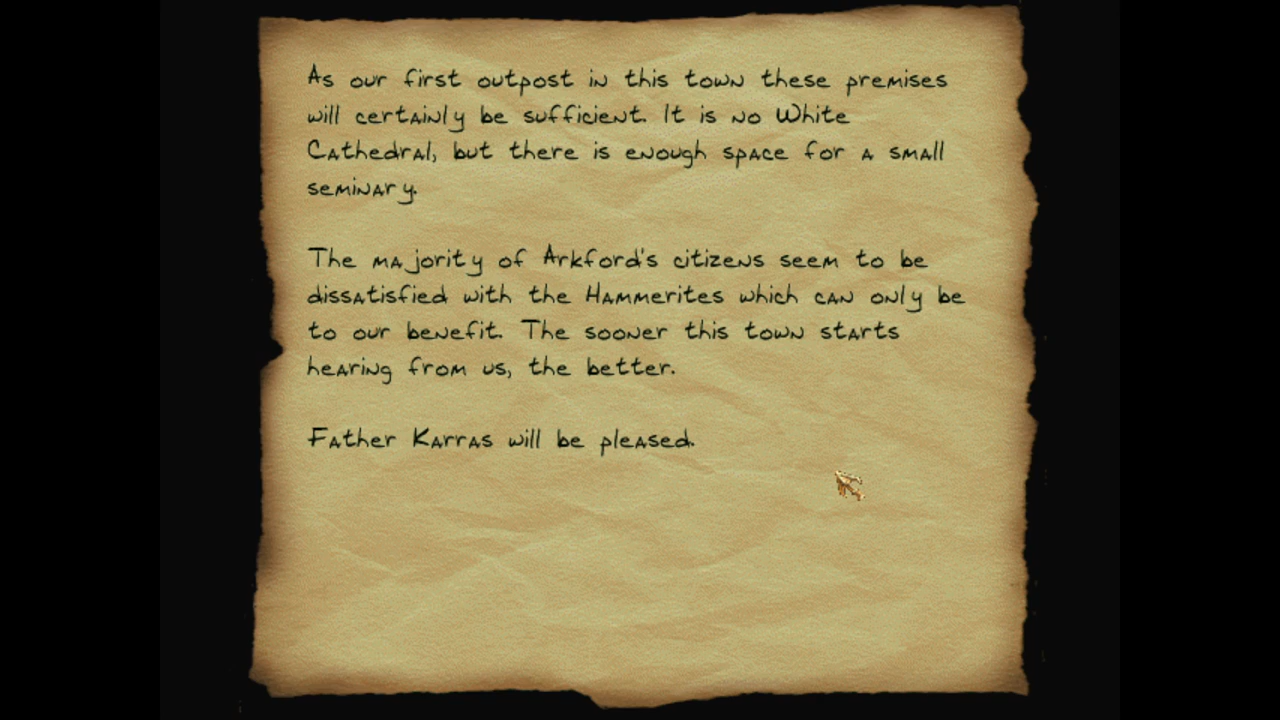 As our first outpost in this town these premises
will certainly be sufficient. It is no White
Cathedral, but there is enough space for a small
seminary.
The majority of Arkford's citizens seem to be
dissatisfied with the Hammerites which can only be
to our benefit. The sooner this town starts
hearing from us, the better.
Father Karras will be pleased.